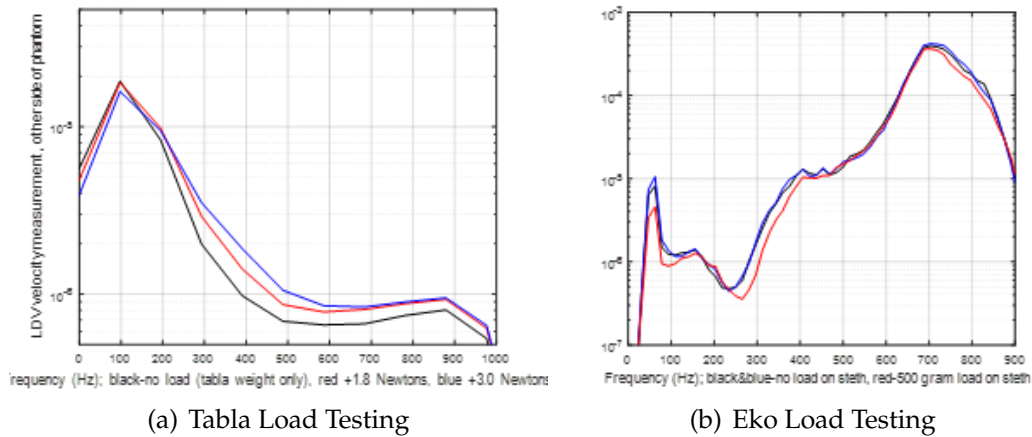 LDV velocity measurement, other side of phantom
10-5
10-6
0 100 200 300 400 500 600 700 800 900 1000
requency (Hz); black-no load (tabla weight only), red +1.8 Newtons, blue +3.0 Newtons
(a) Tabla Load Testing
10-3
10-4
10-5
10-6
10-7
0 100 200 300 400 500 600 700 800 900
Frequency (Hz); black&blue-no load on steth, red-500 gram load on steth
(b) Eko Load Testing